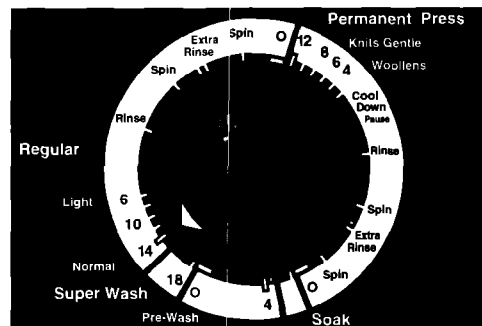 Permanent Press
12
8
6
4
Knits Gentle
Woollens
Cool
Down
Pause
Rinse
Spin
Extra
Rinse
Spin
O
Soak
4
Pre-Wash
O
18
Super Wash
Normal
14
10
6
Light
Regular
Rinse
Spin
Extra
Rinse
Spin
O